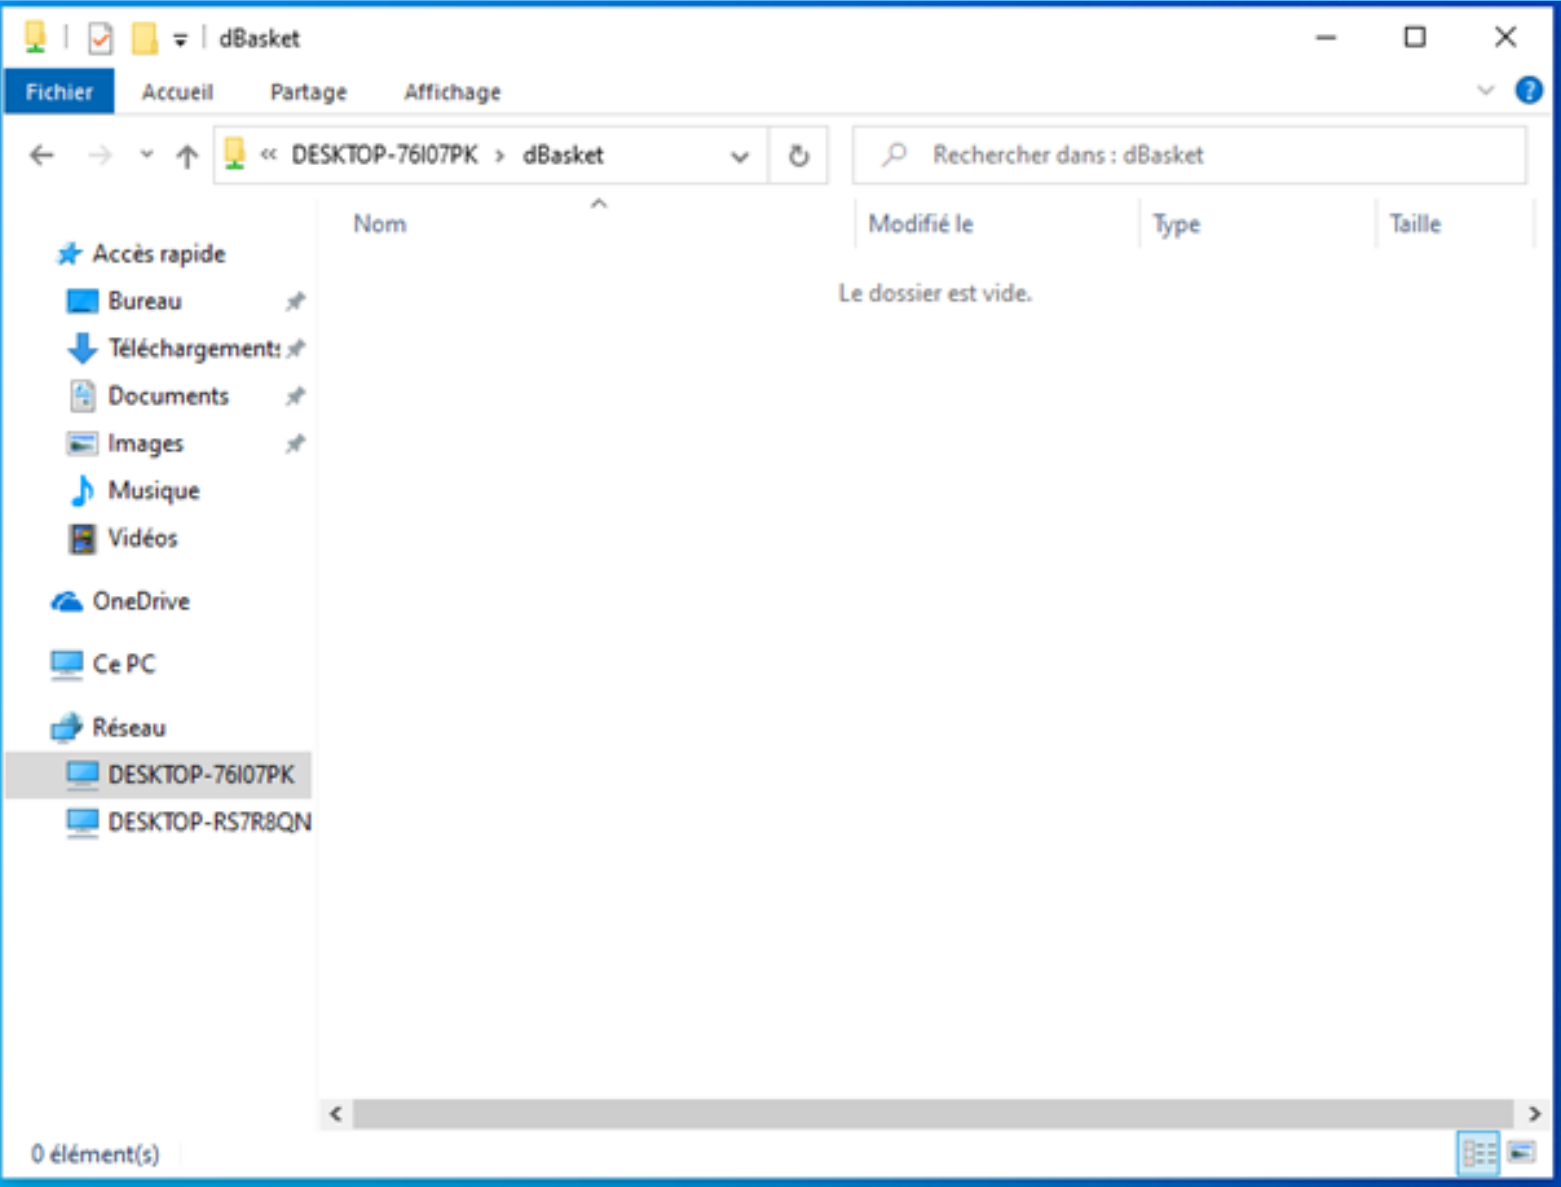 dBasket
Fichier Accueil Partage Affichage
« DESKTOP-76I07PK > dBasket Rechercher dans : dBasket
Nom Modifié le Type Taille
Le dossier est vide.
Accès rapide
Bureau
Téléchargements
Documents
Images
Musique
Vidéos
OneDrive
Ce PC
Réseau
DESKTOP-76I07PK
DESKTOP-RS7R8QN
0 élément(s)